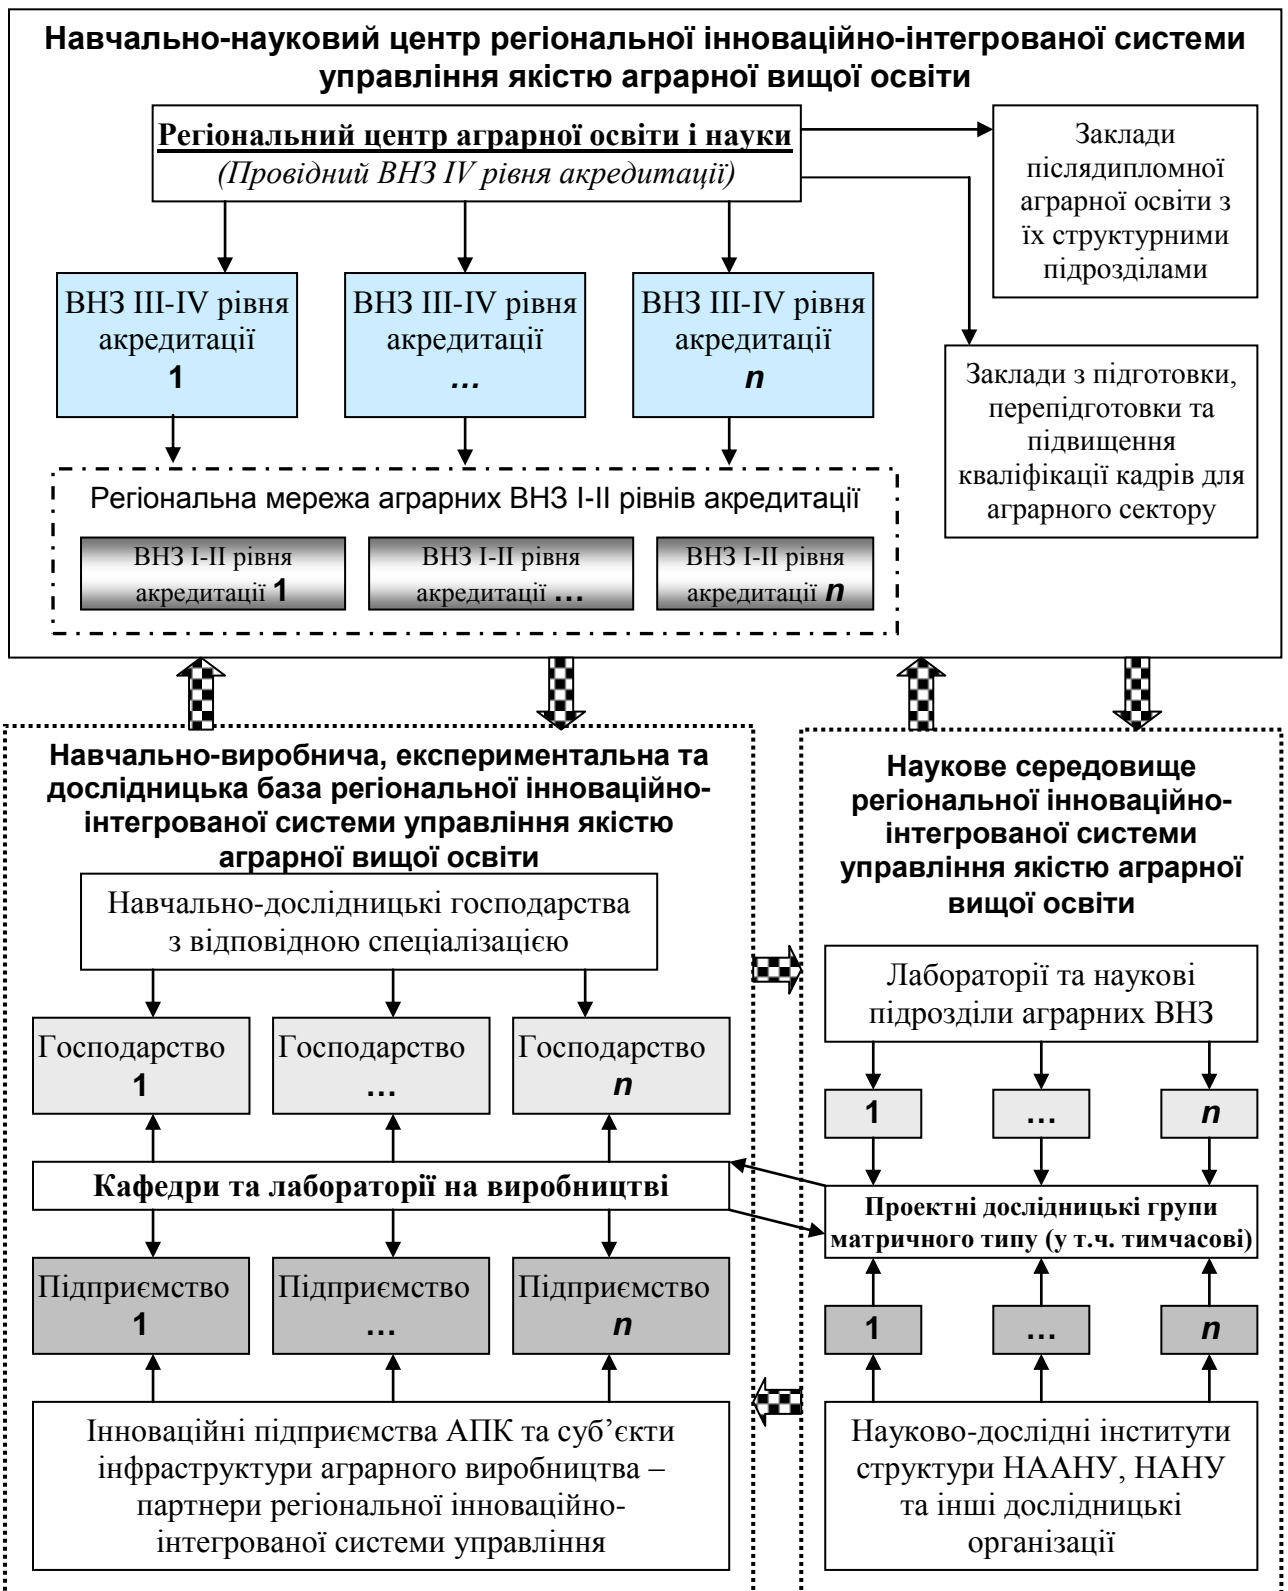 Навчально-науковий центр регіональної інноваційно-інтегрованої системи
управління якістю аграрної вищої освіти
Регіональний центр аграрної освіти і науки
(Провідний ВНЗ IV рівня акредитації)
Заклади
післядипломної
аграрної освіти з
їх структурними
підрозділами
ВНЗ III-IV рівня
акредитації
1
ВНЗ III-IV рівня
акредитації
...
ВНЗ III-IV рівня
акредитації
n
Заклади з підготовки,
перепідготовки та
підвищення
кваліфікації кадрів для
аграрного сектору
Регіональна мережа аграрних ВНЗ I-II рівнів акредитації
ВНЗ I-II рівня
акредитації 1
ВНЗ I-II рівня
акредитації ...
ВНЗ I-II рівня
акредитації n
Навчально-виробнича, експериментальна та
дослідницька база регіональної інноваційно-
інтегрованої системи управління якістю
аграрної вищої освіти
Навчально-дослідницькі господарства
з відповідною спеціалізацією
Господарство
1
Господарство
...
Господарство
n
Кафедри та лабораторії на виробництві
Підприємство
1
Підприємство
...
Підприємство
n
Інноваційні підприємства АПК та суб’єкти
інфраструктури аграрного виробництва –
партнери регіональної інноваційно-
інтегрованої системи управління
Наукове середовище
регіональної інноваційно-
інтегрованої системи
управління якістю аграрної
вищої освіти
Лабораторії та наукові
підрозділи аграрних ВНЗ
1
...
n
Проектні дослідницькі групи
матричного типу (у т.ч. тимчасові)
1
...
n
Науково-дослідні інститути
структури НААНУ, НАНУ
та інші дослідницькі
організації